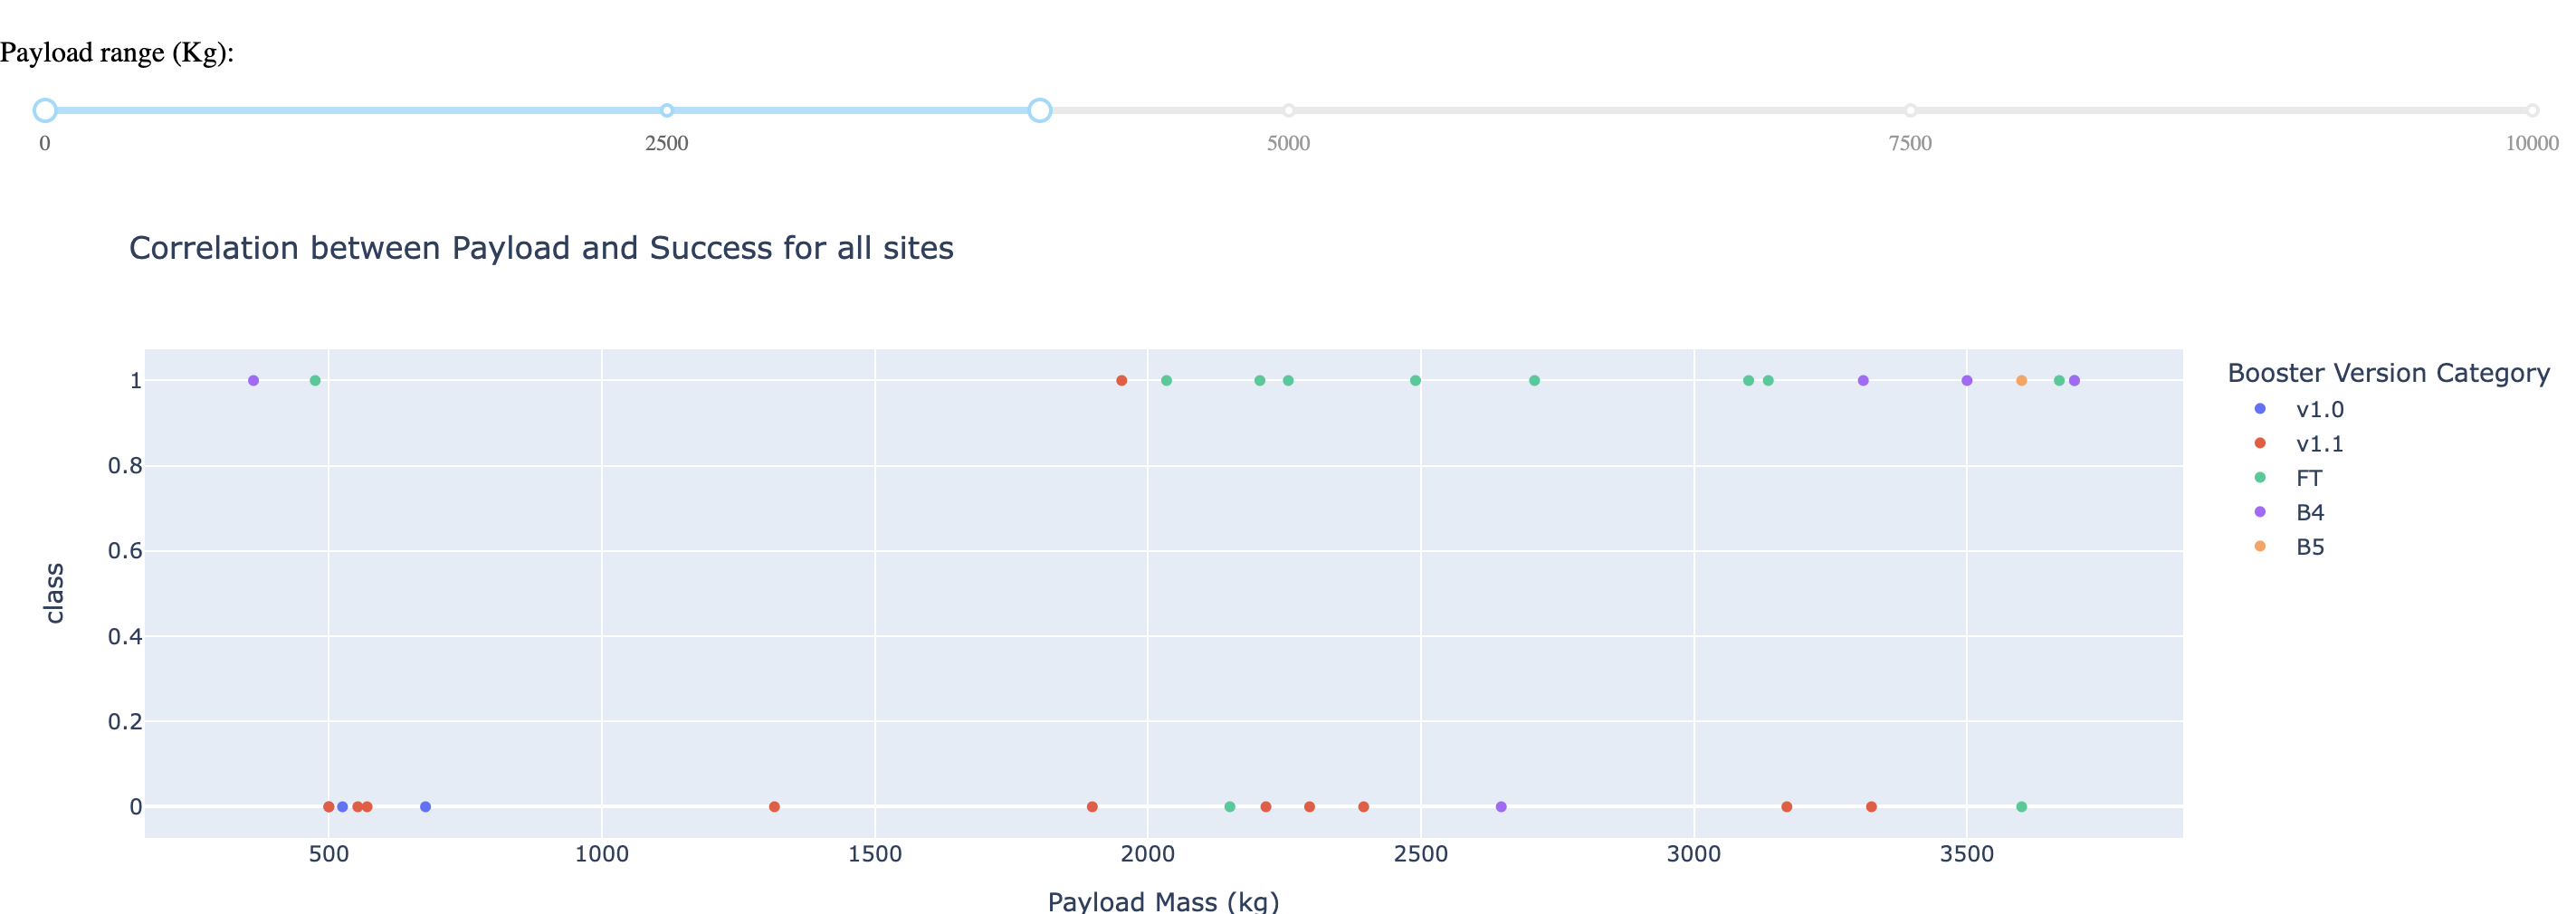 Payload range (Kg):
0 2500 5000 7500 10000
Correlation between Payload and Success for all sites
Booster Version Category
v1.0
v1.1
FT
B4
B5
1
0.8
0.6
0.4
0.2
0
class
500 1000 1500 2000 2500 3000 3500
Payload Mass (kg)